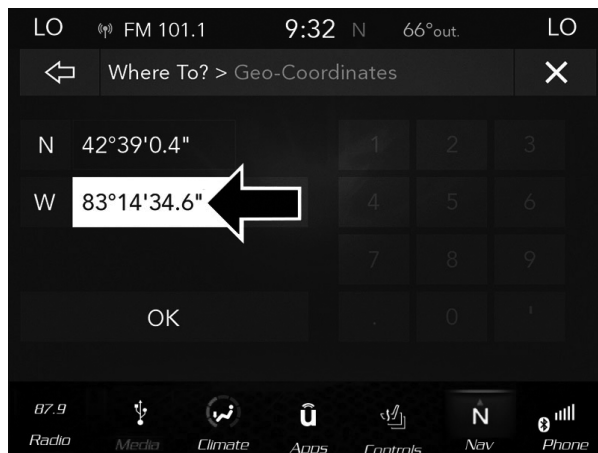 LO FM 101.1 9:32 N 66°out. LO
Where To? > Geo-Coordinates X
N 42°39'0.4" 1 2 3
W 83°14'34.6" 4 5 6
7 8 9
OK . 0 '
87.9 û N
Radio Media Climate Apps Controls Nav Phone